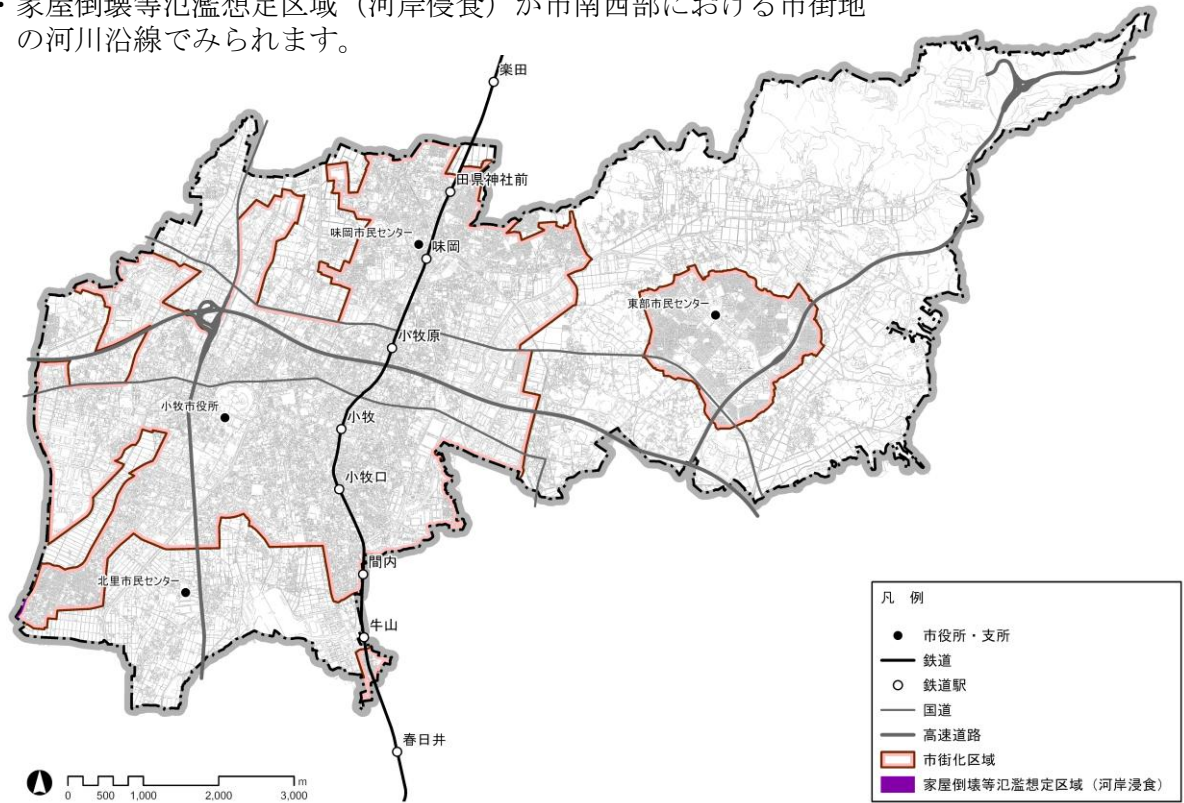 ・家屋倒壊等氾濫想定区域（河岸侵食）が市南西部における市街地
の河川沿線でみられます。
楽田
田県神社前
味岡市民センター
味岡
東部市民センター
小牧原
小牧市役所
小牧
小牧口
間内
北里市民センター
牛山
春日井
凡 例
市役所・支所
鉄道
鉄道駅
国道
高速道路
市街化区域
家屋倒壊等氾濫想定区域（河岸浸食）
m
0 500 1,000 2,000 3,000